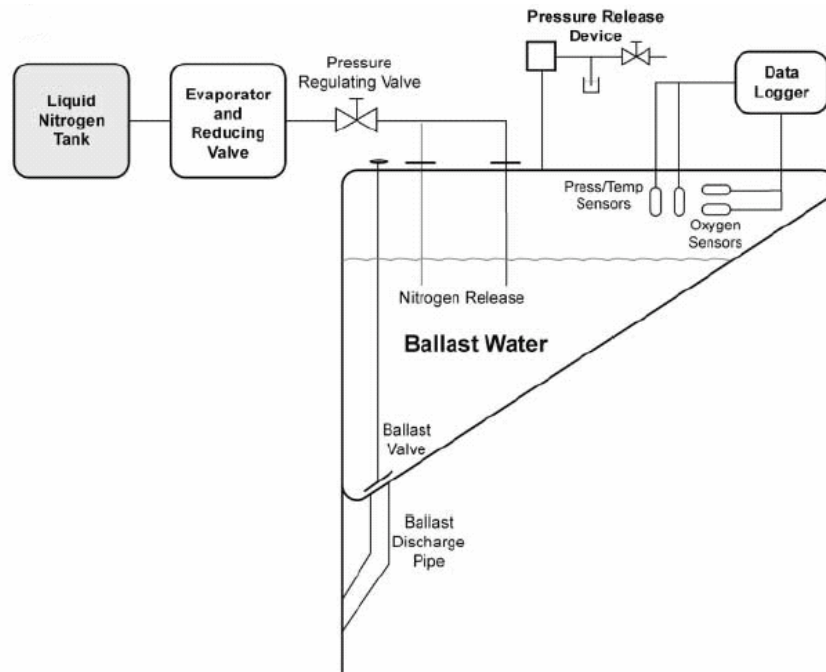 Pressure Release
Device
Pressure
Regulating Valve
Liquid
Nitrogen
Tank
Evaporator
and
Reducing
Valve
Data
Logger
Press/Temp
Sensors
Oxygen
Sensors
Nitrogen Release
Ballast Water
Ballast
Valve
Ballast
Discharge
Pipe